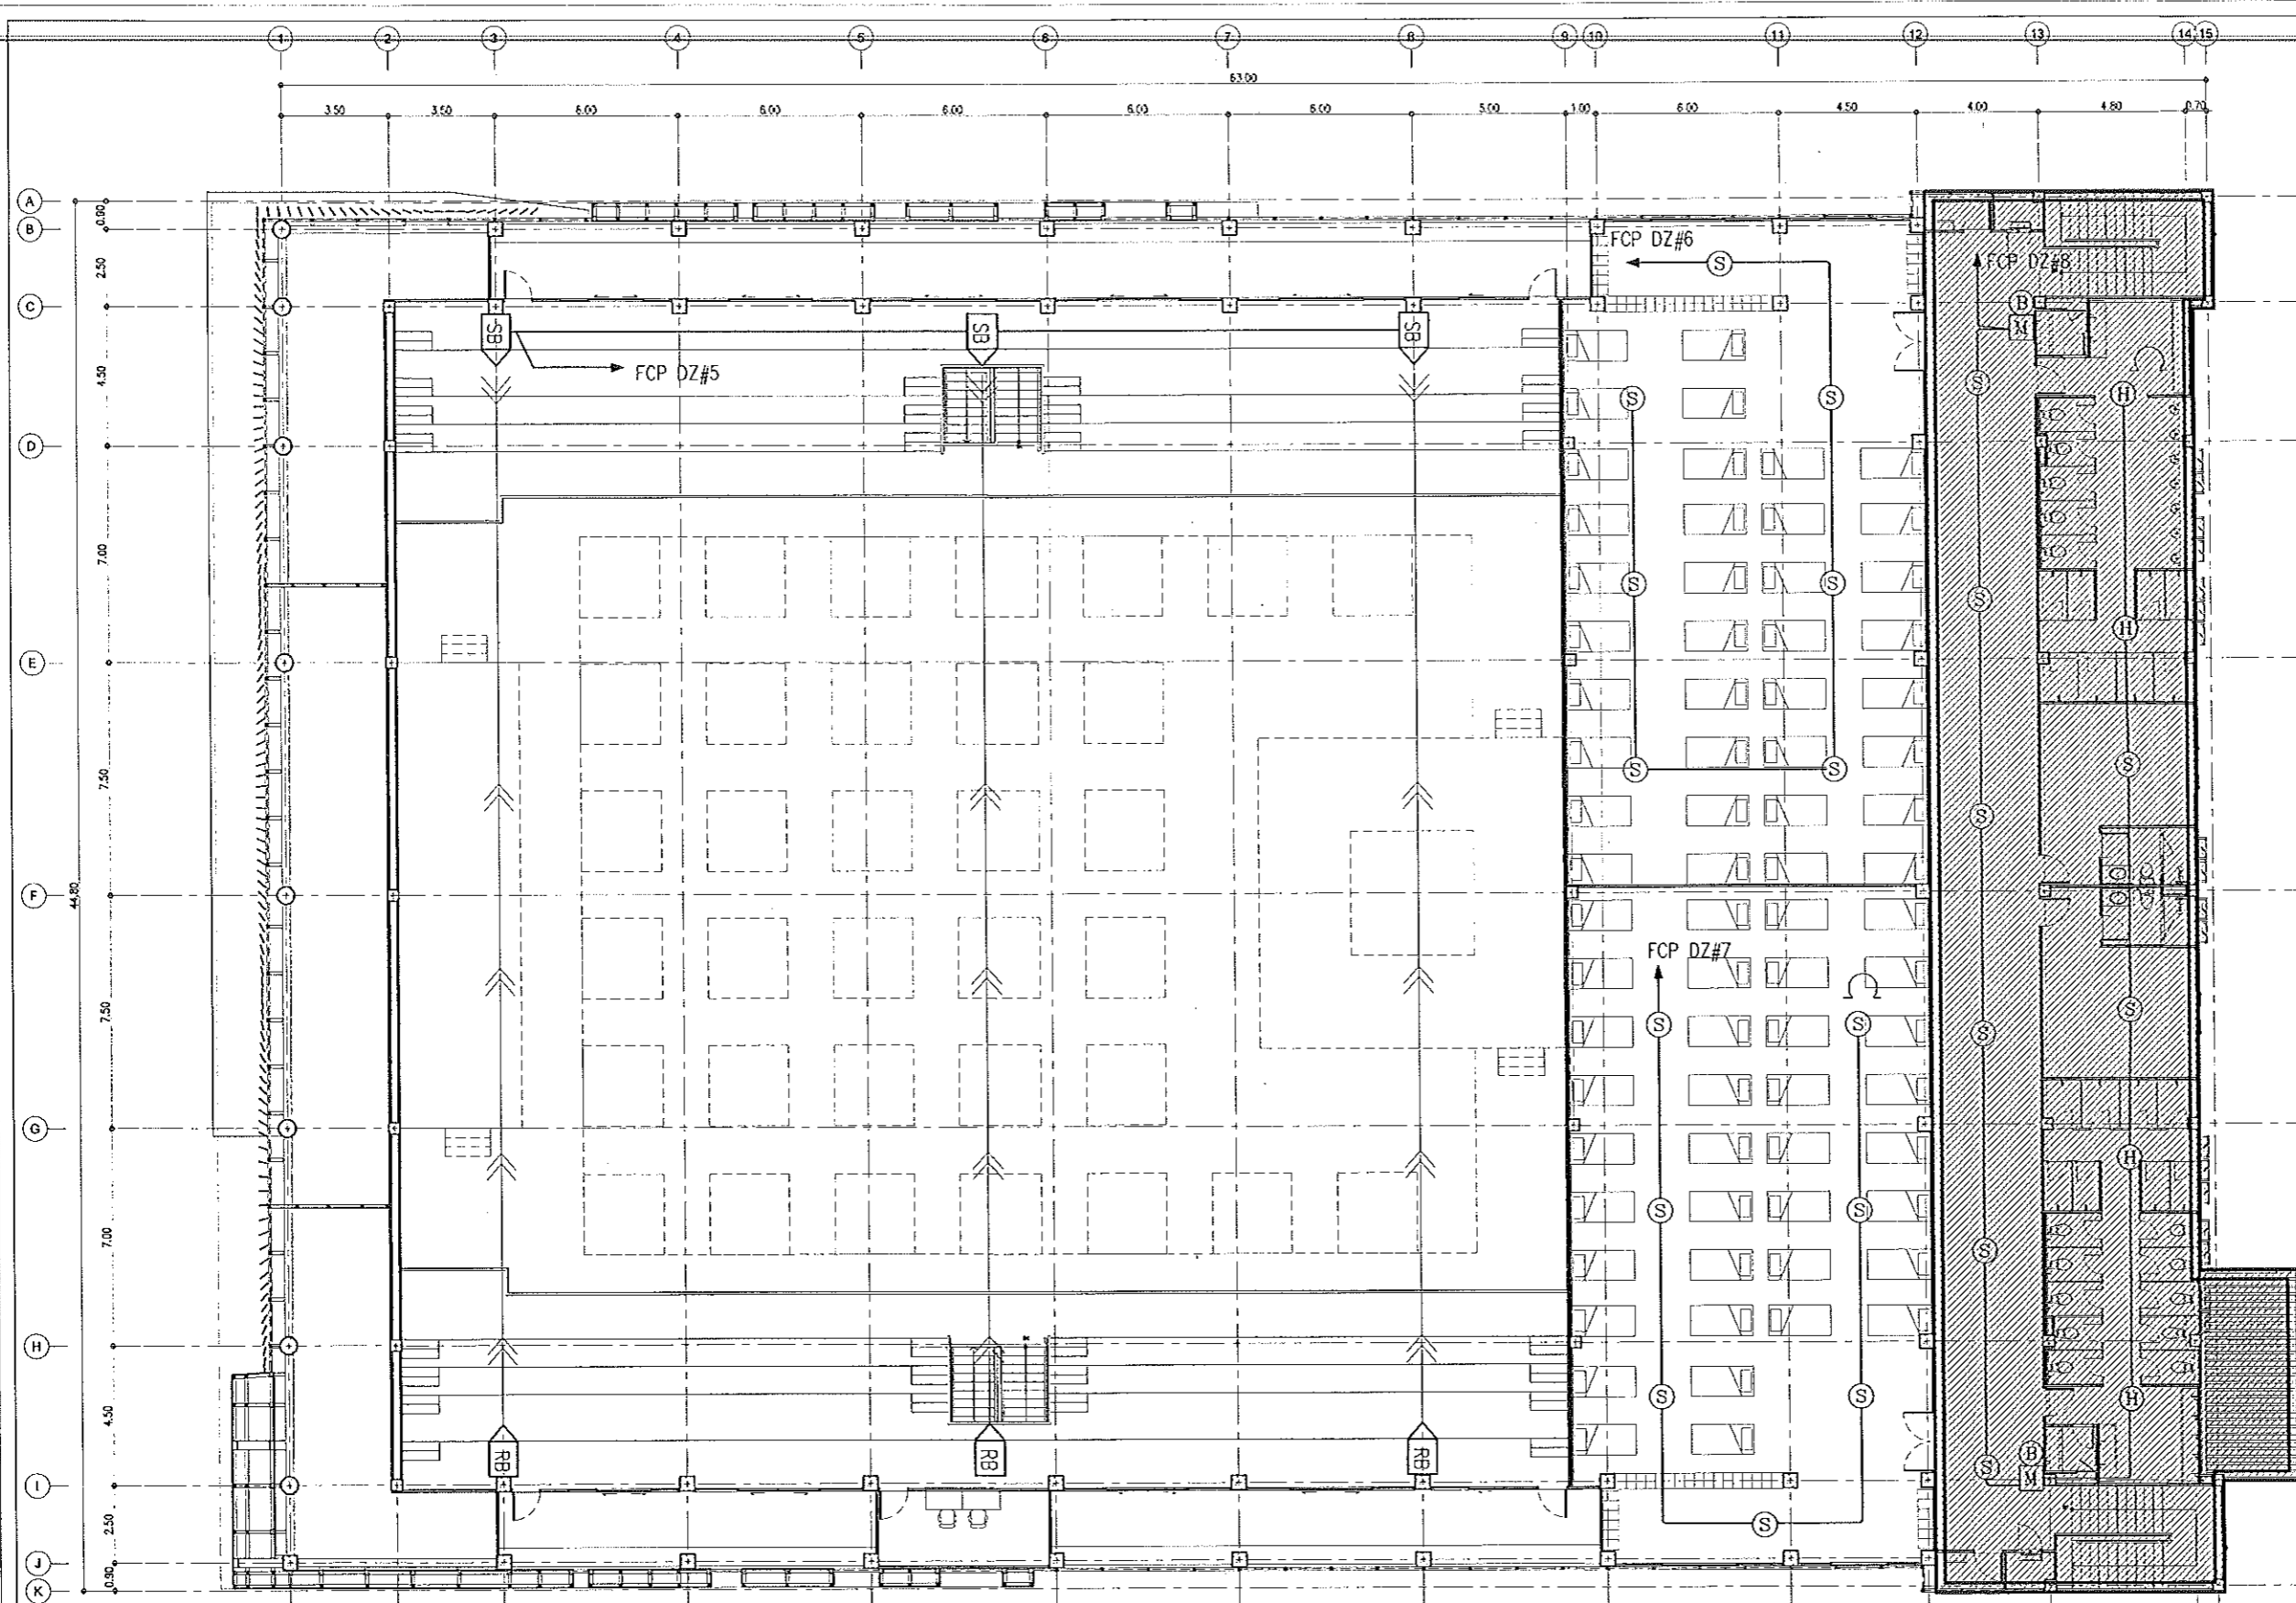 1 2 3 4 5 6 7 8 9 10 11 12 13 14 15
63.00
3.50 3.50 6.00 6.00 6.00 6.00 6.00 5.00 1.00 6.00 4.50 4.00 4.80 0.70
A
0.90
B
FCP DZ#6
S
2.50
FCP DZ#8
C
B
SB SB SB
M
FCP DZ#5
4.50
S
H
S S
D
7.00
S S
S
H
E
S
S S
7.50
S
F
44.80
FCP DZ#7
S
7.50
S S
S
G
H
7.00
S S
S
H
S S
H
4.50
B
RB RB RB
S
M
I
2.50
S
J
0.90
K